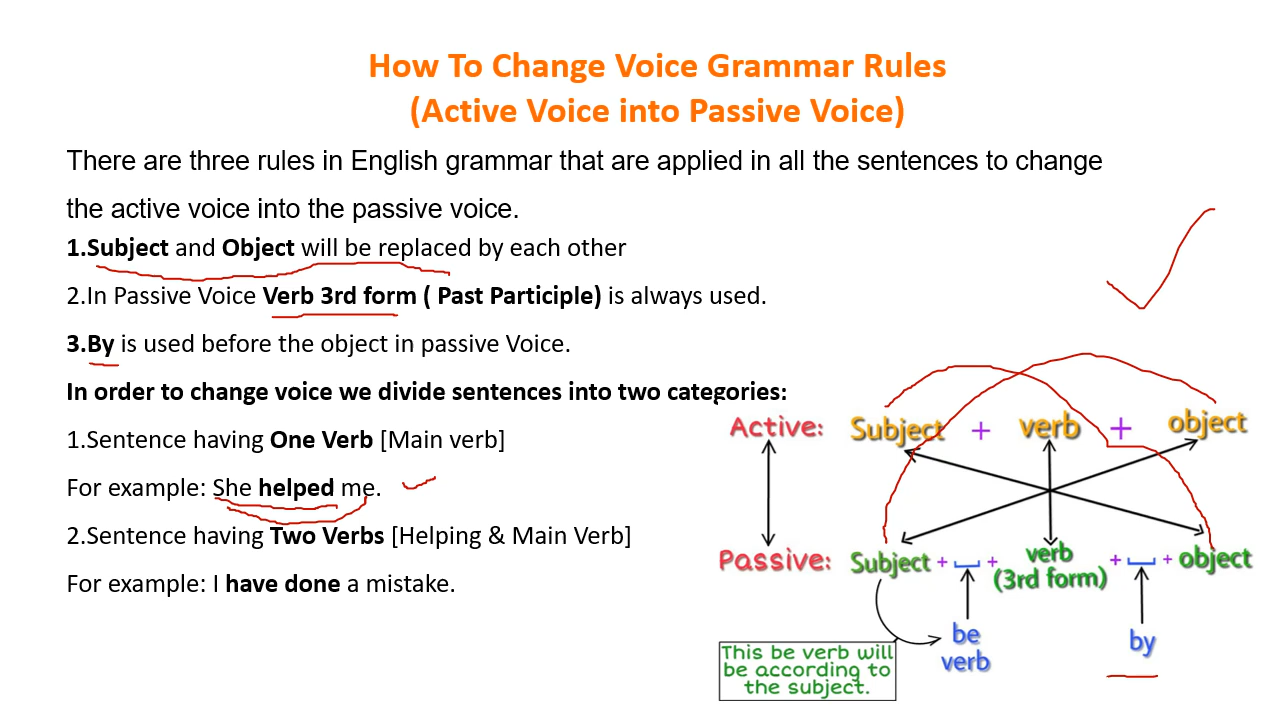 How To Change Voice Grammar Rules
(Active Voice into Passive Voice)
There are three rules in English grammar that are applied in all the sentences to change
the active voice into the passive voice.
1.Subject and Object will be replaced by each other
2.In Passive Voice Verb 3rd form ( Past Participle) is always used.
3.By is used before the object in passive Voice.
In order to change voice we divide sentences into two categories:
1.Sentence having One Verb [Main verb]
For example: She helped me.
2.Sentence having Two Verbs [Helping & Main Verb]
For example: I have done a mistake.
Active: Subject + verb + object
Passive: Subject + + verb (3rd form) + + object
be verb
by
This be verb will
be according to
the subject.